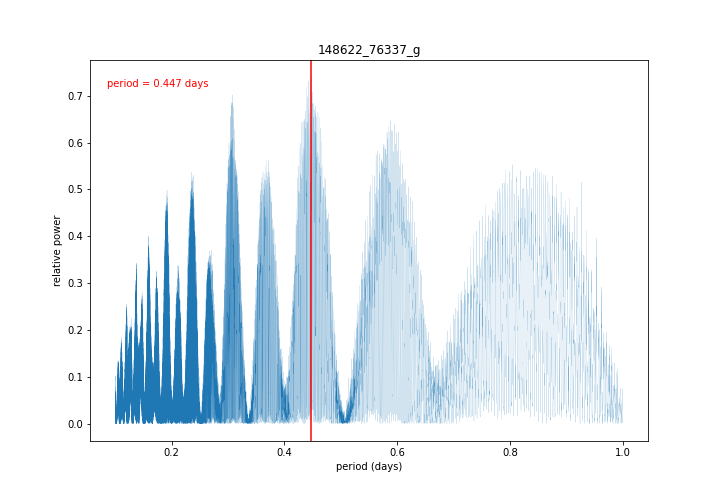 148622_76337_g
period = 0.447 days
relative power
0.7
0.6
0.5
0.4
0.3
0.2
0.1
0.0
0.2 0.4 0.6 0.8 1.0
period (days)